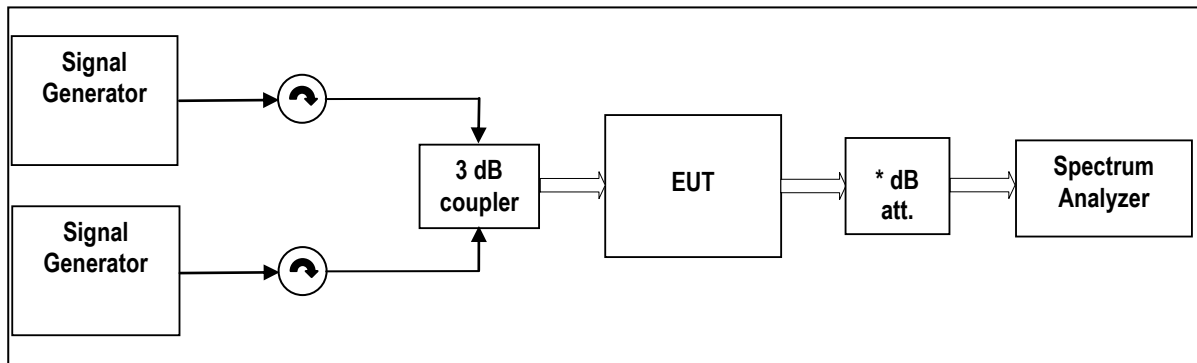 Signal
Generator
3 dB
coupler
EUT
* dB
att.
Spectrum
Analyzer
Signal
Generator